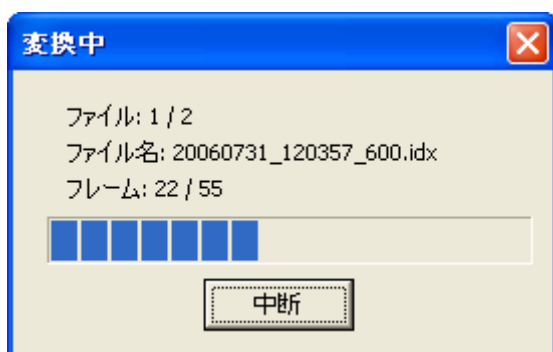 変換中
ファイル: 1 / 2
ファイル名: 20060731_120357_600.idx
フレーム: 22 / 55
中断